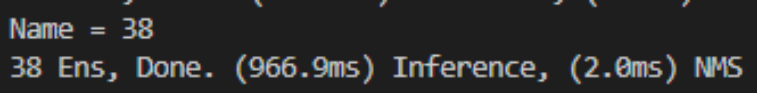 Name = 38
38 Ens, Done. (966.9ms) Inference, (2.0ms) NMS